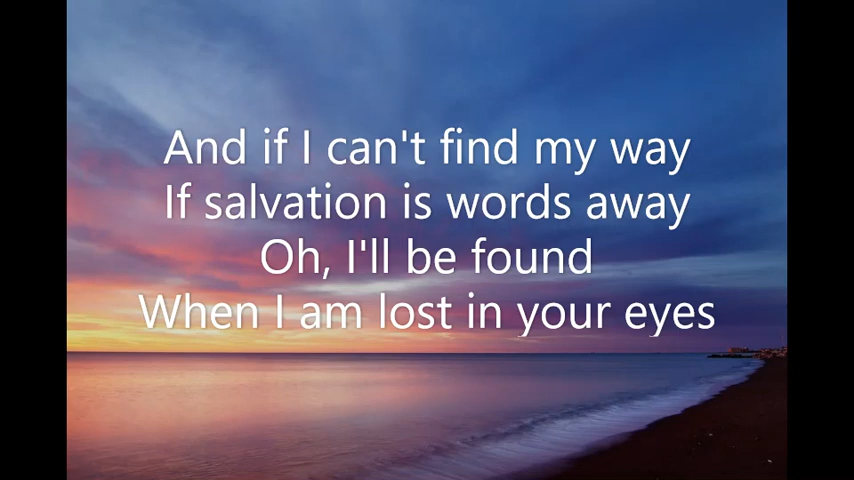 And if I can't find my way
If salvation is words away
Oh, I'll be found
When I am lost in your eyes